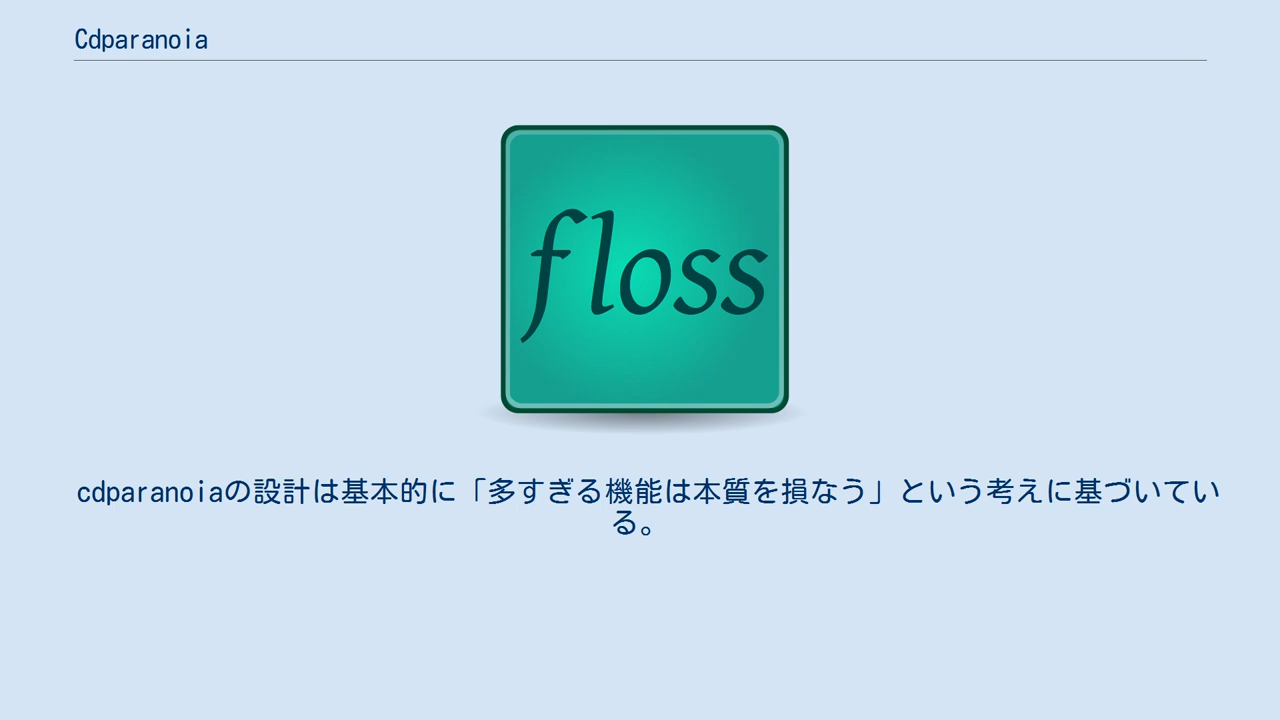 Cdparanoia
floss
cdparanoiaの設計は基本的に「多すぎる機能は本質を損なう」という考えに基づいてい
る。